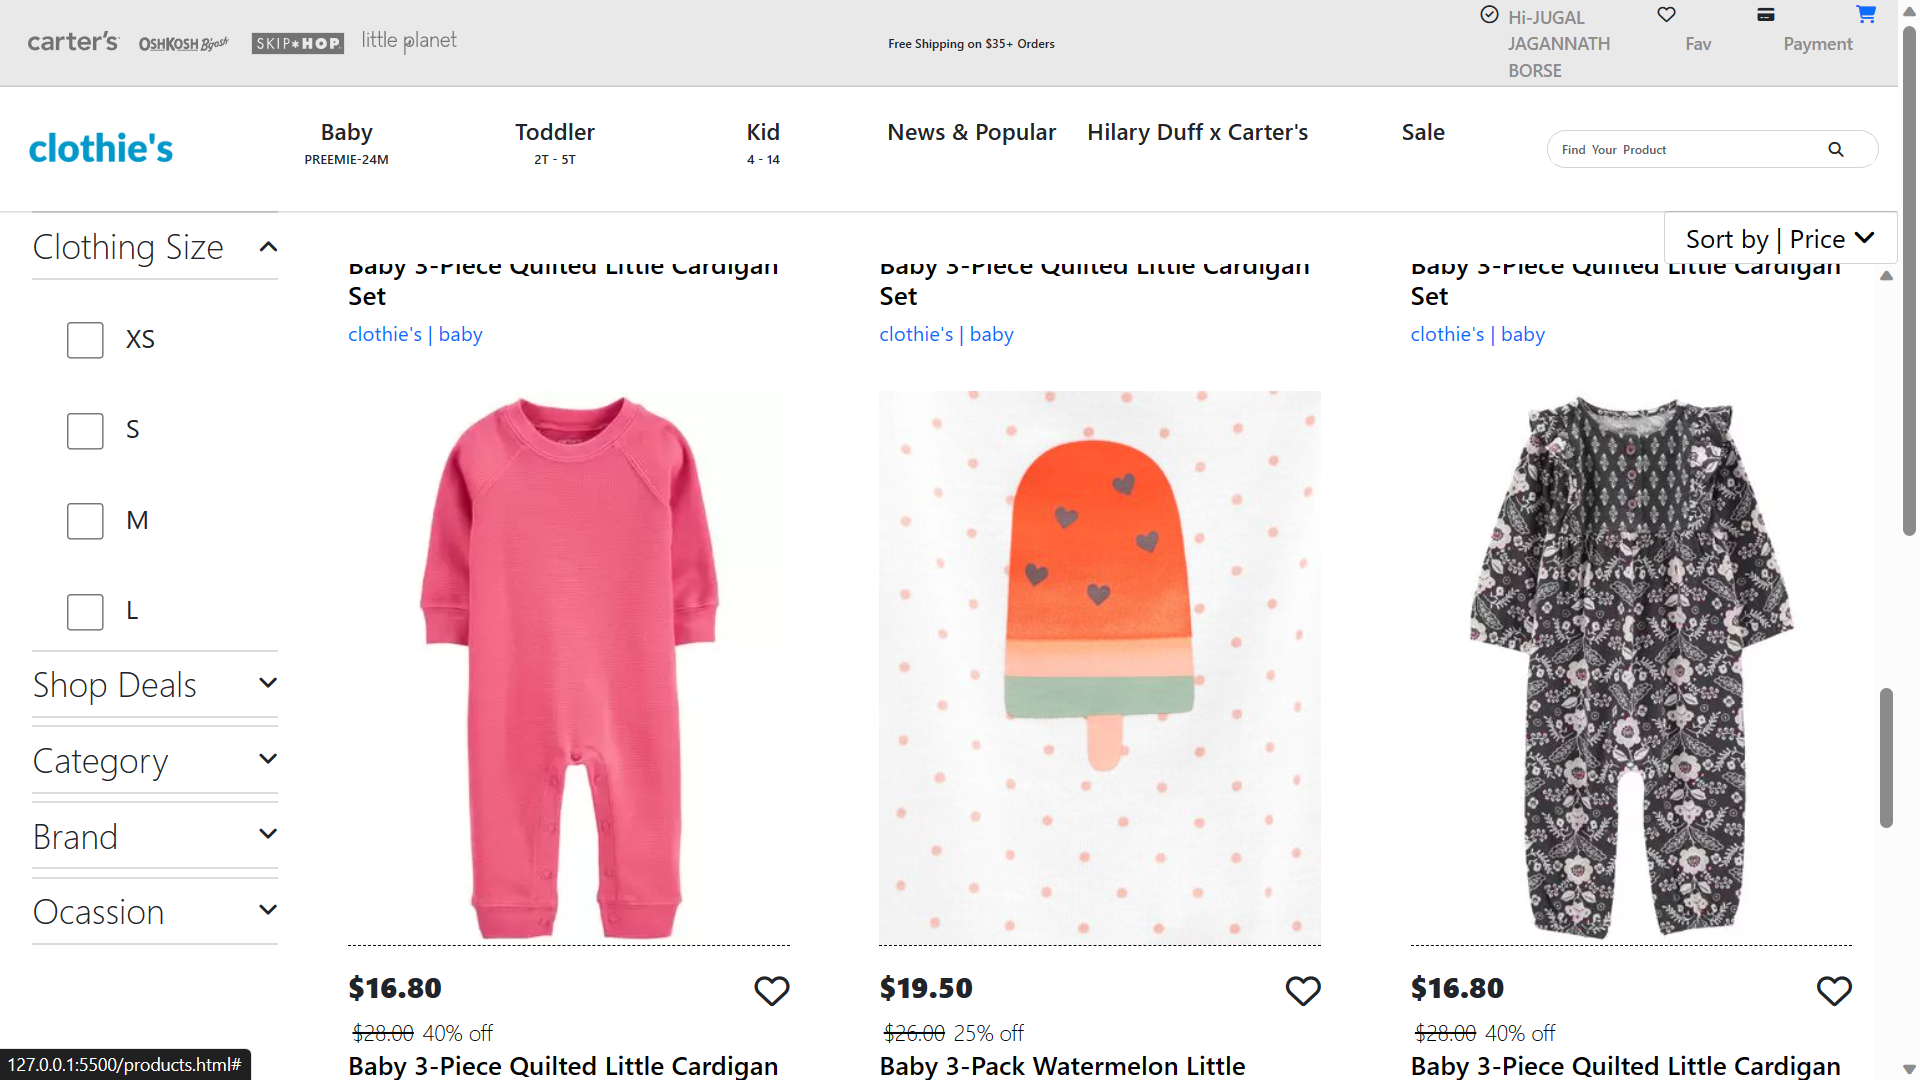 carter's
OSHKOSH B'gosh
SKIP*HOP
little planet
Free Shipping on $35+ Orders
Hi-JUGAL
JAGANNATH
BORSE
Fav
Payment
clothie's
Baby
PREEMIE-24M
Toddler
2T - 5T
Kid
4 - 14
News & Popular
Hilary Duff x Carter's
Sale
Find Your Product
Sort by | Price
Clothing Size
XS
S
M
L
Shop Deals
Category
Brand
Ocassion
Baby 3-Piece Quilted Little Cardigan
Set
clothie's | baby
Baby 3-Piece Quilted Little Cardigan
Set
clothie's | baby
Baby 3-Piece Quilted Little Cardigan
Set
clothie's | baby
$16.80
$28.00 40% off
Baby 3-Piece Quilted Little Cardigan
$19.50
$26.00 25% off
Baby 3-Pack Watermelon Little
$16.80
$28.00 40% off
Baby 3-Piece Quilted Little Cardigan
127.0.0.1:5500/products.html#